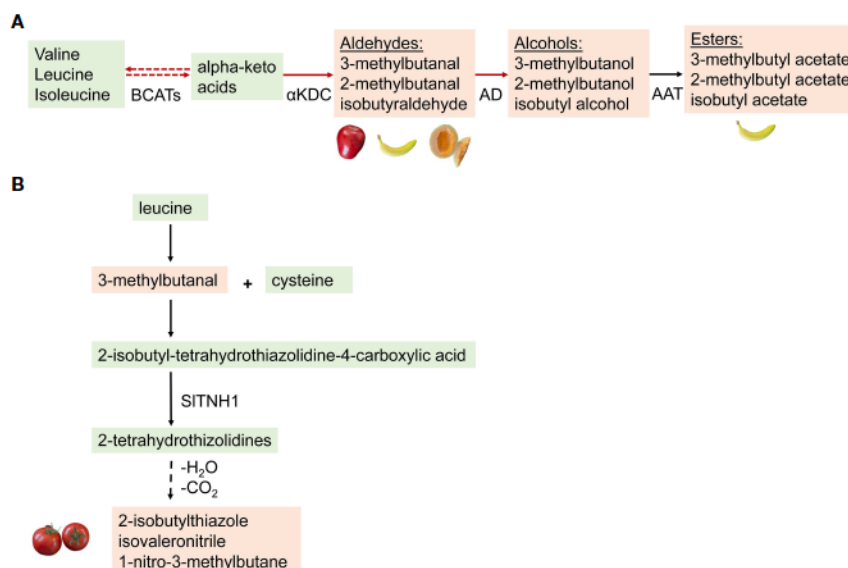 A
Valine
Leucine
Isoleucine
BCATs
alpha-keto
acids
αKDC
Aldehydes:
3-methylbutanal
2-methylbutanal
isobutyraldehyde
AD
Alcohols:
3-methylbutanol
2-methylbutanol
isobutyl alcohol
AAT
Esters:
3-methylbutyl acetate
2-methylbutyl acetate
isobutyl acetate
B
leucine
3-methylbutanal + cysteine
2-isobutyl-tetrahydrothiazolidine-4-carboxylic acid
SlTNH1
2-tetrahydrothizolidines
-H₂O
-CO₂
2-isobutylthiazole
isovaleronitrile
1-nitro-3-methylbutane